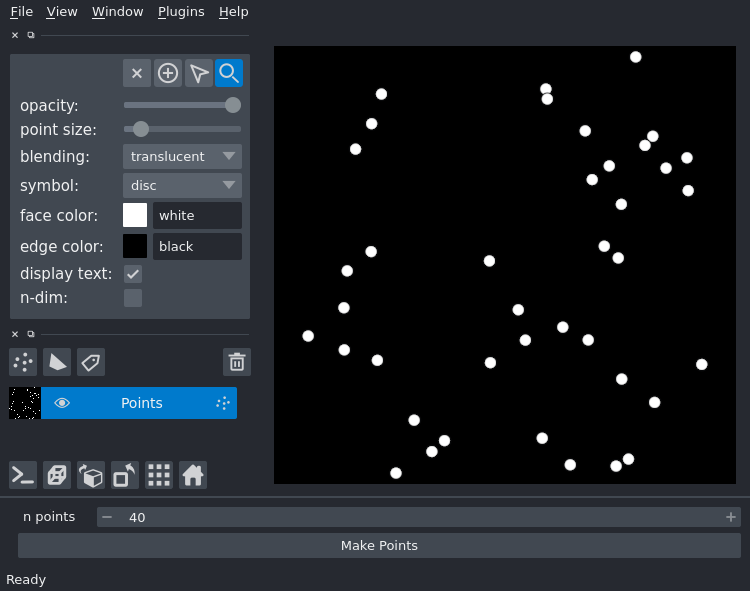 File View Window Plugins Help
opacity:
point size:
blending: translucent
symbol: disc
face color: white
edge color: black
display text:
n-dim:
Points
n points 40
Make Points
Ready